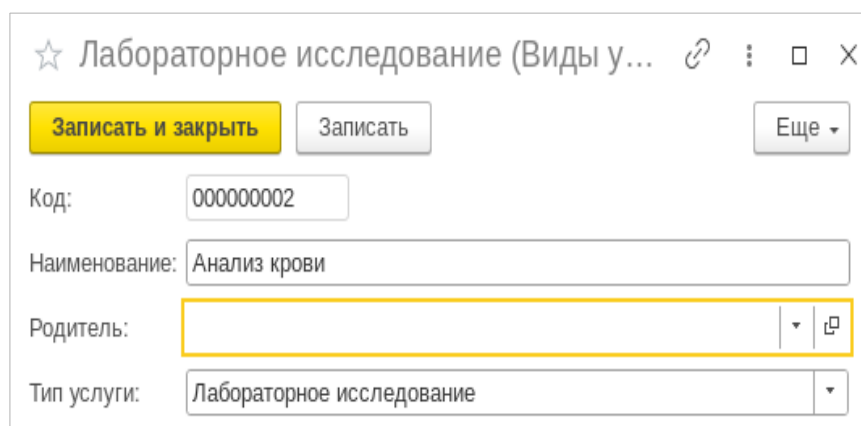 Лабораторное исследование (Виды у...
Записать и закрыть Записать Еще
Код: 000000002
Наименование: Анализ крови
Родитель:
Тип услуги: Лабораторное исследование